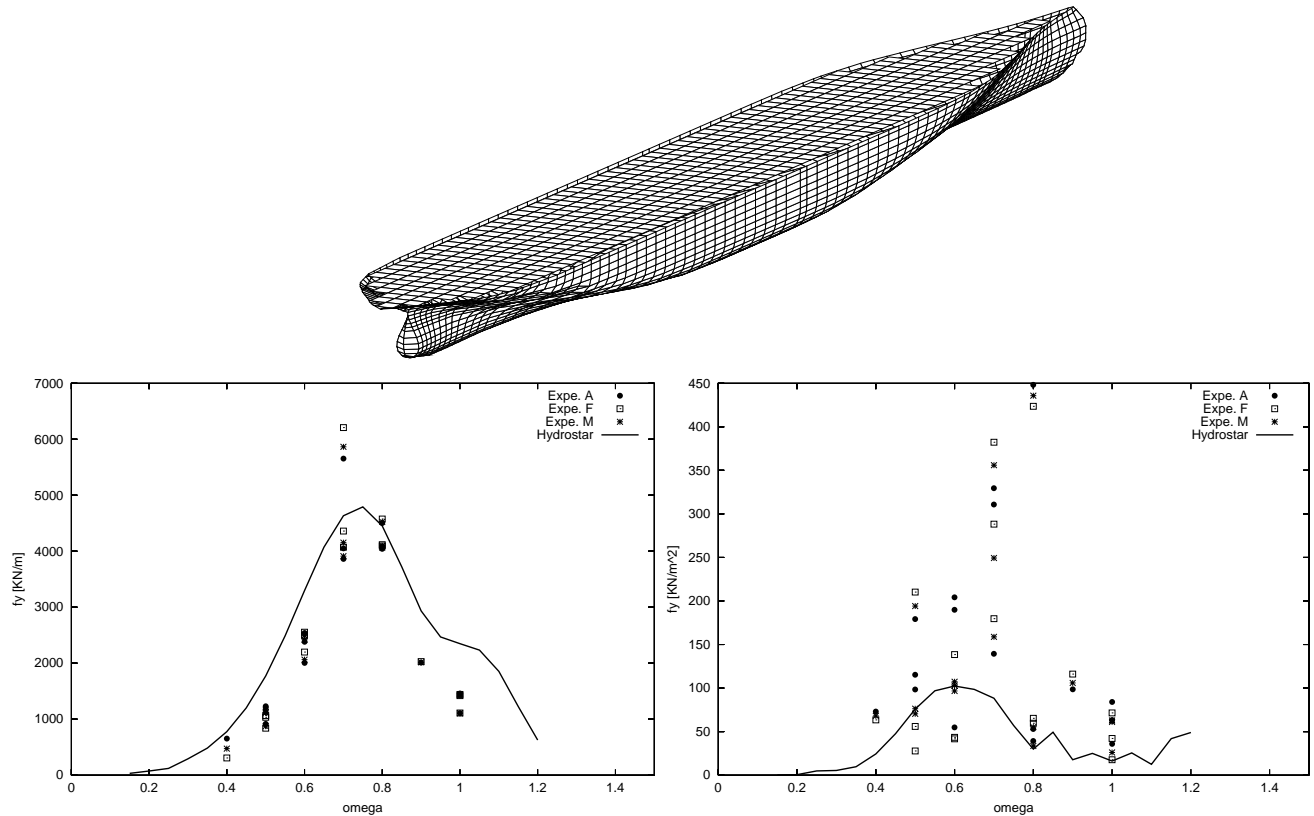 7000
6000
5000
4000
3000
2000
1000
0
fy [KN/m]
0 0.2 0.4 0.6 0.8 1 1.2 1.4
omega
Expe. A
Expe. F
Expe. M
Hydrostar
450
400
350
300
250
200
150
100
50
0
fy [KN/m^2]
0 0.2 0.4 0.6 0.8 1 1.2 1.4
omega
Expe. A
Expe. F
Expe. M
Hydrostar